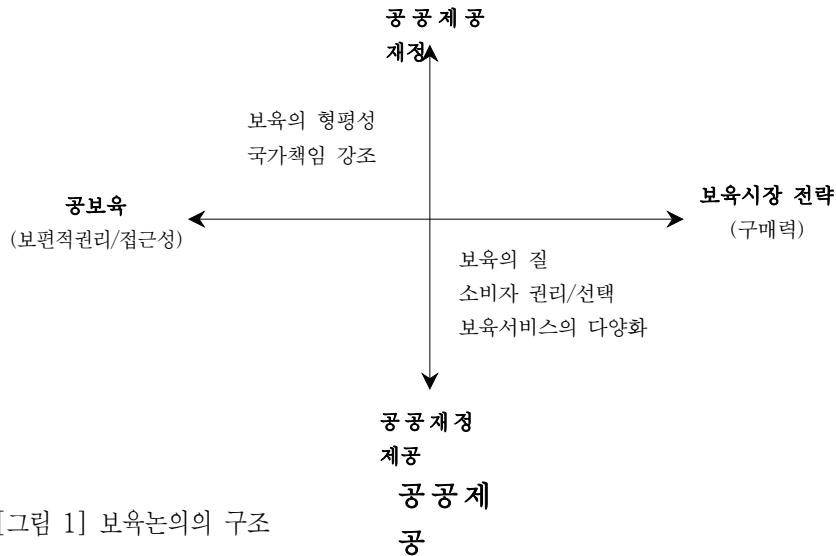 공공제공
재정
보육의 형평성
국가책임 강조
공보육
(보편적권리/접근성)
보육시장 전략
(구매력)
보육의 질
소비자 권리/선택
보육서비스의 다양화
공공재정
제공
공공제
공
[그림 1] 보육논의의 구조